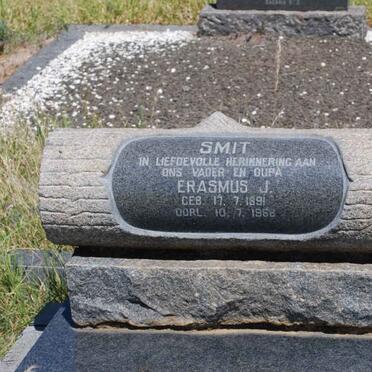 SMIT
IN LIEFDEVOLLE HERINNERING AAN
ONS VADER EN OUPA
ERASMUS J.
GEB. 17. 7. 1891
OORL. 10. 7. 1968